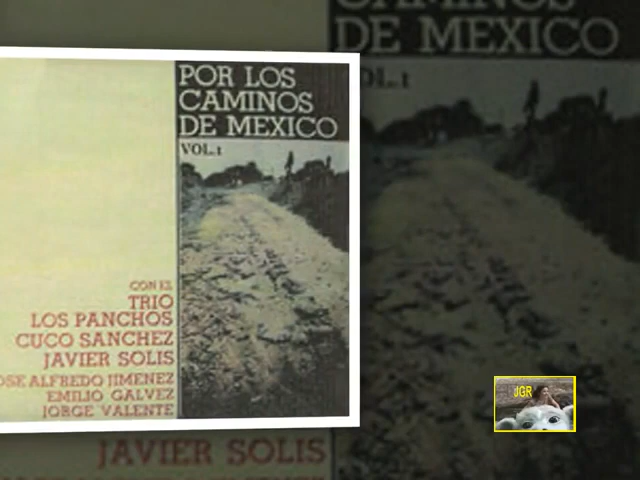 POR LOS
CAMINOS
DE MEXICO
VOL.1
CON EL
TRIO
LOS PANCHOS
CUCO SANCHEZ
JAVIER SOLIS
OSE ALFREDO JIMENEZ
EMILIO GALVEZ
JORGE VALENTE
CAMINOS
DE MEXICO
OL.1
JGR
JAVIER SOLIS